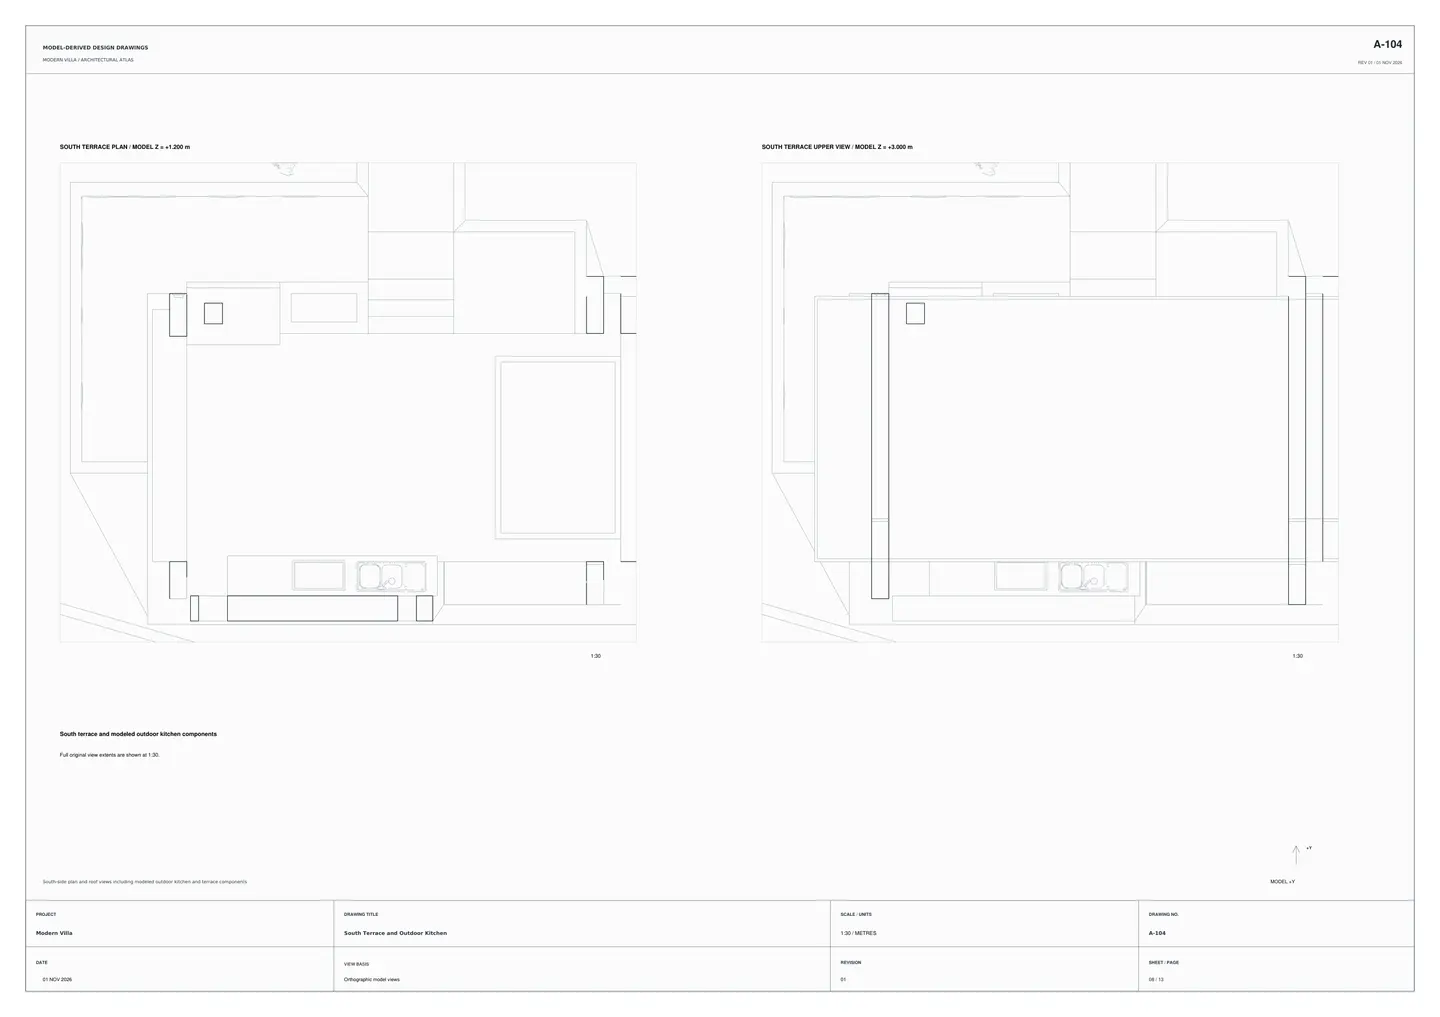 MODEL-DERIVED DESIGN DRAWINGS
MODERN VILLA / ARCHITECTURAL ATLAS
A-104
REV 01 / 01 NOV 2026
SOUTH TERRACE PLAN / MODEL Z = +1.200 m
SOUTH TERRACE UPPER VIEW / MODEL Z = +3.000 m
1:30
1:30
South terrace and modeled outdoor kitchen components
Full original view extents are shown at 1:30.
+Y
MODEL +Y
South-side plan and roof views including modeled outdoor kitchen and terrace components
PROJECT
Modern Villa
DRAWING TITLE
South Terrace and Outdoor Kitchen
SCALE / UNITS
1:30 / METRES
DRAWING NO.
A-104
DATE
01 NOV 2026
VIEW BASIS
Orthographic model views
REVISION
01
SHEET / PAGE
08 / 13